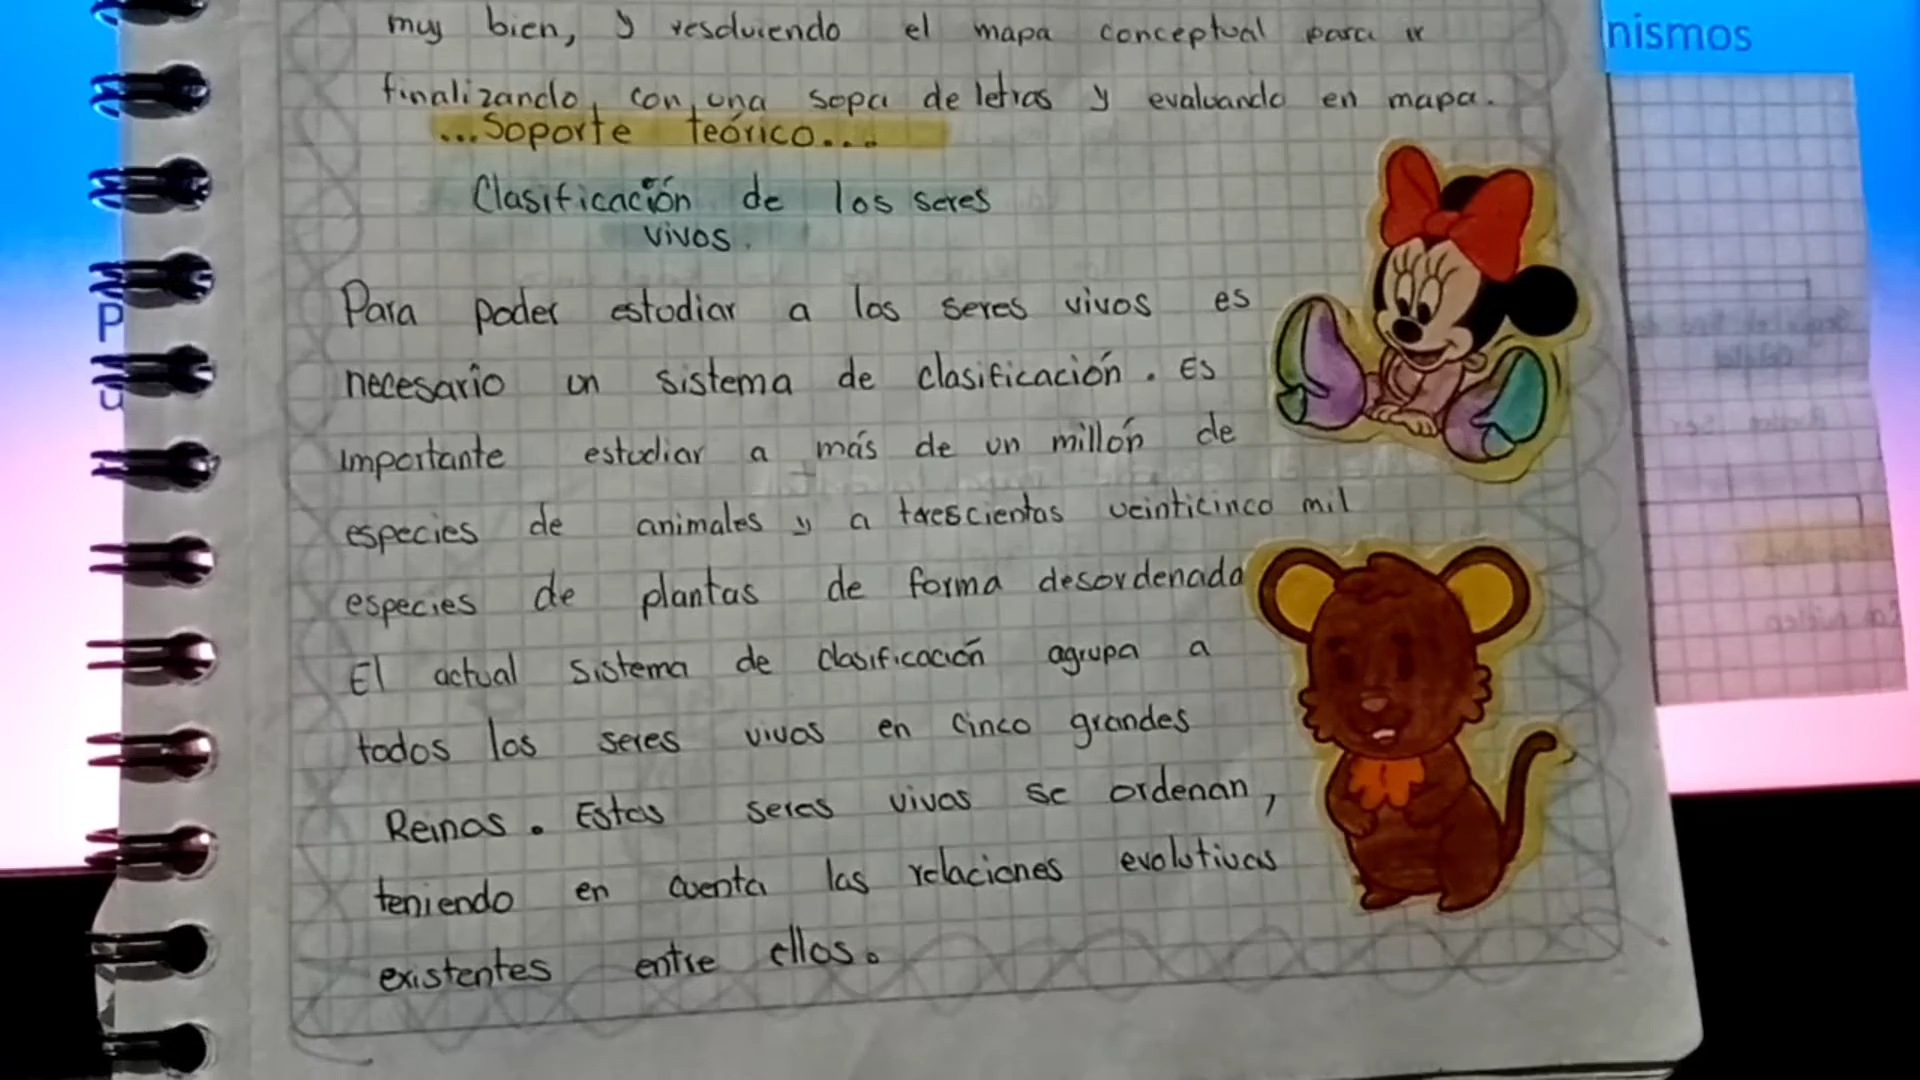 muy bien, y resolviendo el mapa conceptual para ir
finalizando, con una sopa de letras y evaluando en mapa.
...Soporte teórico...
Clasificación de los seres
vivos.
Para poder estudiar a los seres vivos es
necesario un sistema de clasificación. Es
importante estudiar a más de un millón de
especies de animales y a trescientas veinticinco mil
especies de plantas de forma desordenada
El actual sistema de clasificación agrupa a
todos los seres vivos en cinco grandes
Reinos. Estos seres vivos se ordenan,
teniendo en cuenta las relaciones evolutivas
existentes entre ellos.
nismos